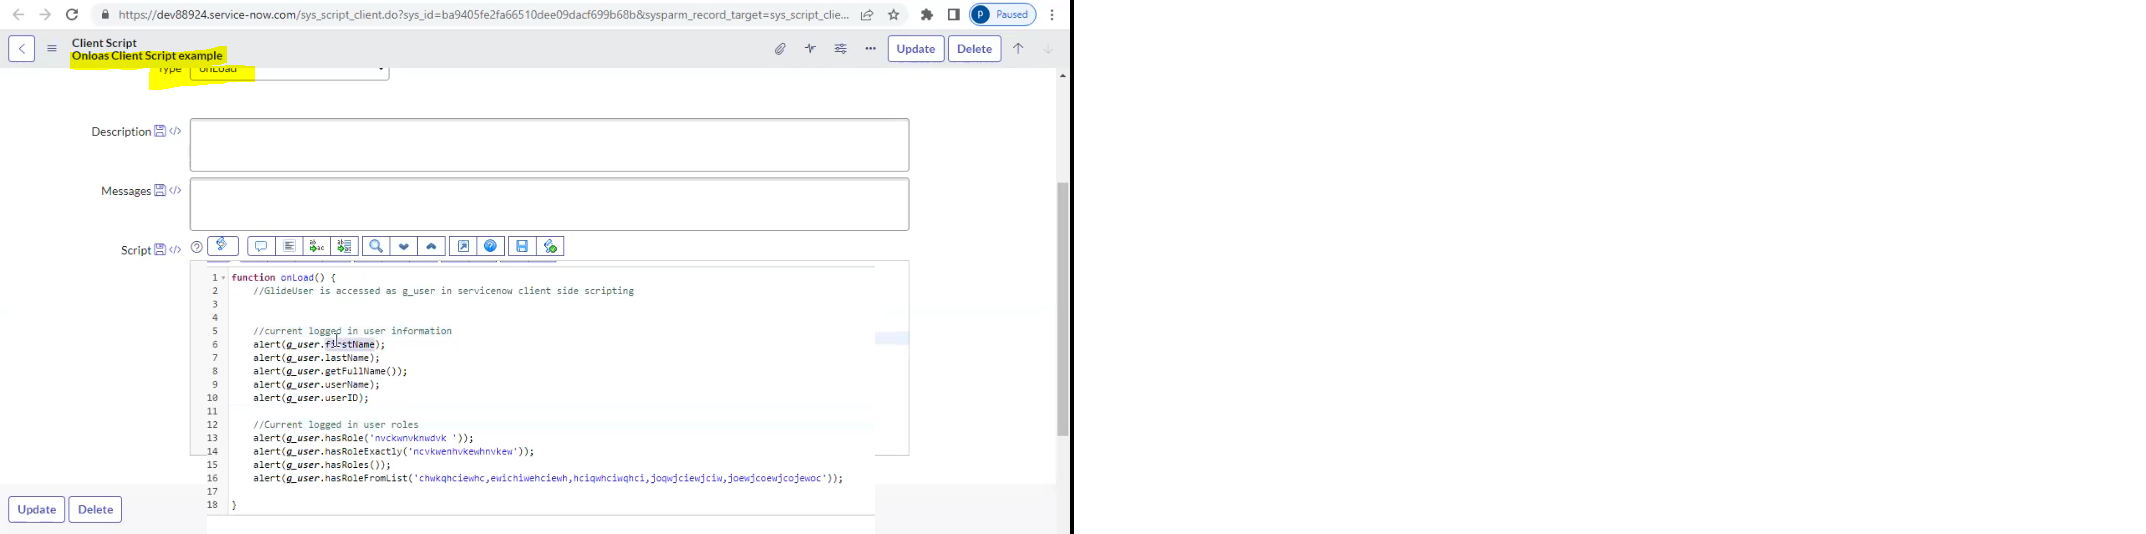 https://dev88924.service-now.com/sys_script_client.do?sys_id=ba9405fe2fa66510dee09dacf699b68b&sysparm_record_target=sys_script_clie...
P Paused
Client Script
Onloas Client Script example
Update Delete
Type onLoad
Description
Messages
Script
1 function onLoad() {
2 //GlideUser is accessed as g_user in servicenow client side scripting
3
4
5 //current logged in user information
6 alert(g_user.firstName);
7 alert(g_user.lastName);
8 alert(g_user.getFullName());
9 alert(g_user.userName);
10 alert(g_user.userID);
11
12 //Current logged in user roles
13 alert(g_user.hasRole('nvckwnvknwdvk '));
14 alert(g_user.hasRoleExactly('ncvkwenhvkewhnvkew'));
15 alert(g_user.hasRoles());
16 alert(g_user.hasRoleFromList('chwkqhciewhc,ewichiwehciewh,hciqwhciwqhci,joqwjciewjciw,joewjcoewjcojewoc'));
17
18 }
Update Delete